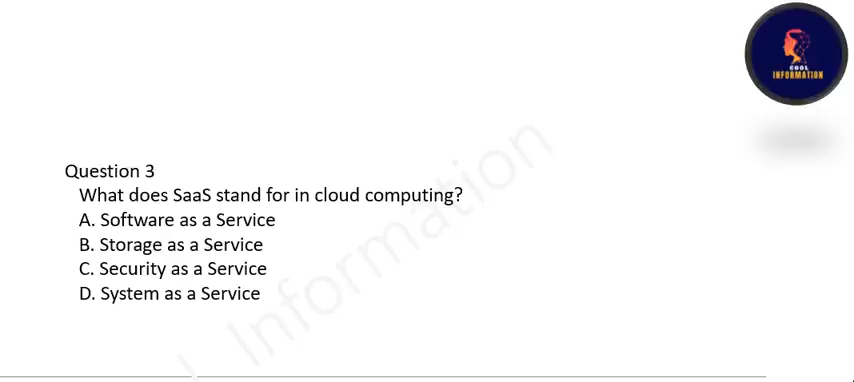 COOL
INFORMATION
Question 3
What does SaaS stand for in cloud computing?
A. Software as a Service
B. Storage as a Service
C. Security as a Service
D. System as a Service
Information